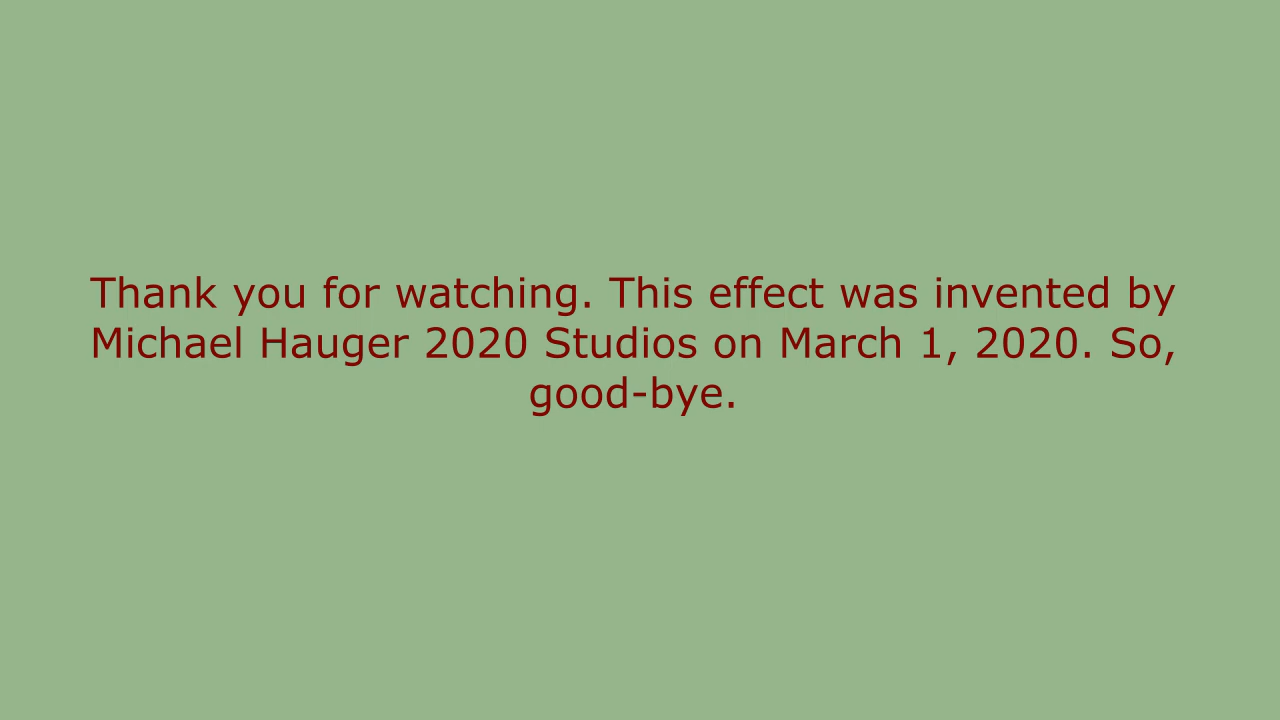 Thank you for watching. This effect was invented by
Michael Hauger 2020 Studios on March 1, 2020. So,
good-bye.